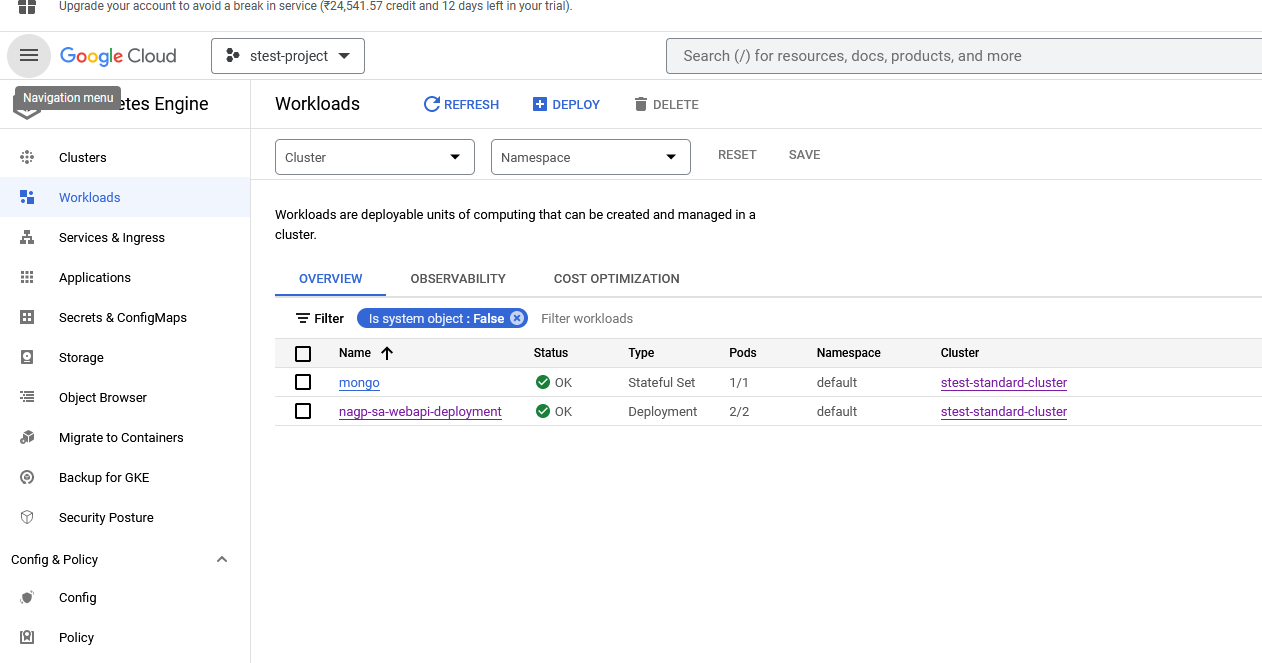 Upgrade your account to avoid a break in service (₹24,541.57 credit and 12 days left in your trial).
Google Cloud
stest-project
Search (/) for resources, docs, products, and more
Navigation menu
etes Engine
Clusters
Workloads
Services & Ingress
Applications
Secrets & ConfigMaps
Storage
Object Browser
Migrate to Containers
Backup for GKE
Security Posture
Config & Policy
Config
Policy
Workloads
REFRESH
DEPLOY
DELETE
Cluster
Namespace
RESET
SAVE
Workloads are deployable units of computing that can be created and managed in a
cluster.
OVERVIEW
OBSERVABILITY
COST OPTIMIZATION
Filter
Is system object : False
Filter workloads
Name Status Type Pods Namespace Cluster
mongo OK Stateful Set 1/1 default stest-standard-cluster
nagp-sa-webapi-deployment OK Deployment 2/2 default stest-standard-cluster